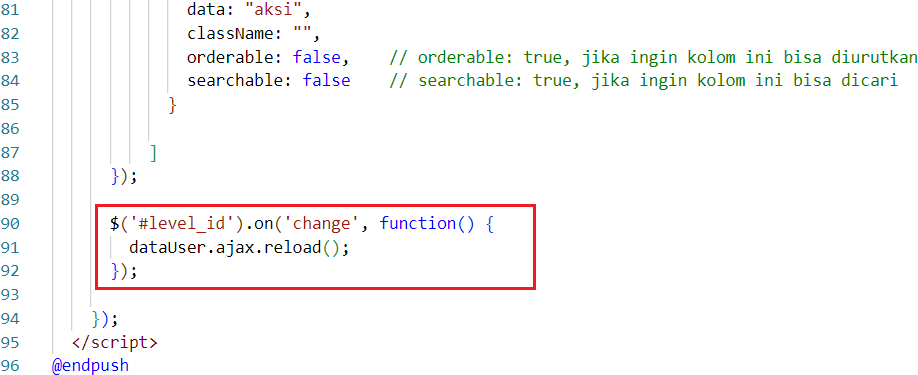 81 data: "aksi",
82 className: "",
83 orderable: false, // orderable: true, jika ingin kolom ini bisa diurutkan
84 searchable: false // searchable: true, jika ingin kolom ini bisa dicari
85 }
86
87 ]
88 });
89
90 $('#level_id').on('change', function() {
91 dataUser.ajax.reload();
92 });
93
94 });
95 </script>
96 @endpush